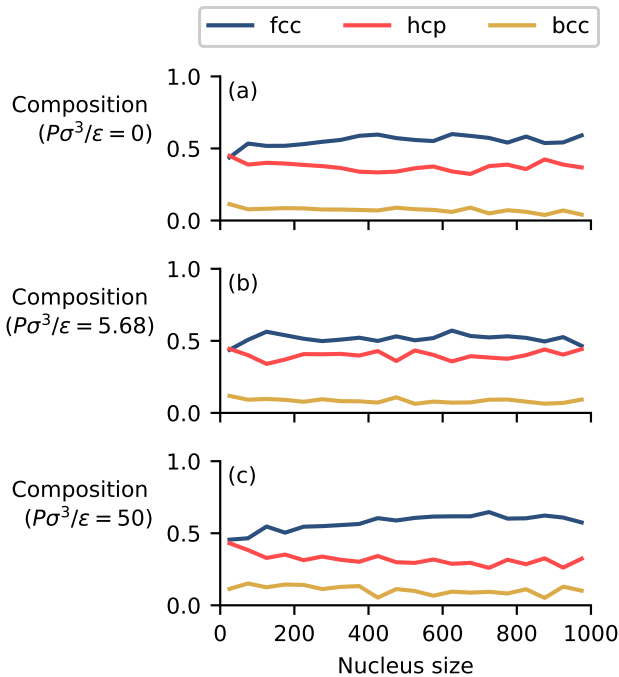 fcc hcp bcc
1.0
(a)
Composition
(Pσ³/ε = 0)
0.5
0.0
1.0
(b)
Composition
(Pσ³/ε = 5.68)
0.5
0.0
1.0
(c)
Composition
(Pσ³/ε = 50)
0.5
0.0
0 200 400 600 800 1000
Nucleus size